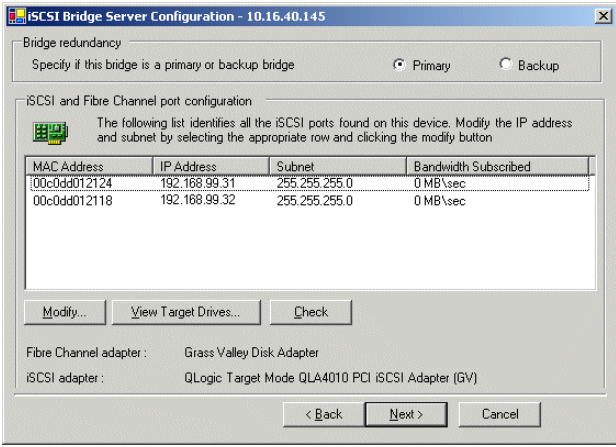 iSCSI Bridge Server Configuration - 10.16.40.145
Bridge redundancy
Specify if this bridge is a primary or backup bridge
Primary
Backup
iSCSI and Fibre Channel port configuration
The following list identifies all the iSCSI ports found on this device. Modify the IP address
and subnet by selecting the appropriate row and clicking the modify button
MAC Address IP Address Subnet Bandwidth Subscribed
00c0dd012124 192.168.99.31 255.255.255.0 0 MB\sec
00c0dd012118 192.168.99.32 255.255.255.0 0 MB\sec
Modify... View Target Drives... Check
Fibre Channel adapter : Grass Valley Disk Adapter
iSCSI adapter : QLogic Target Mode QLA4010 PCI iSCSI Adapter (GV)
< Back Next > Cancel